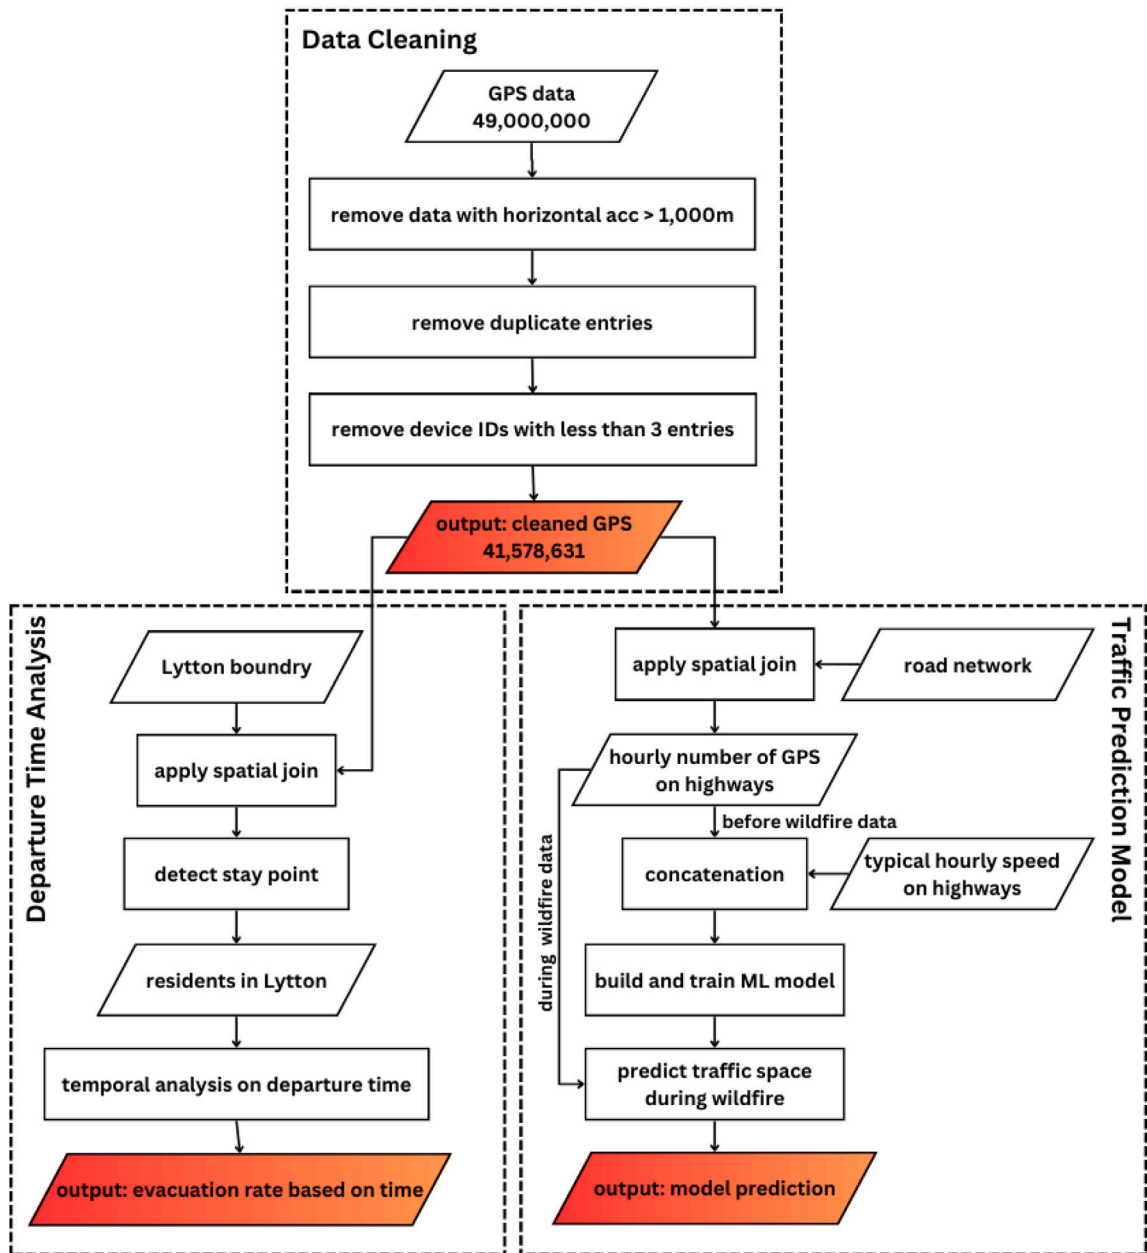 Data Cleaning
GPS data
49,000,000
remove data with horizontal acc > 1,000m
remove duplicate entries
remove device IDs with less than 3 entries
output: cleaned GPS
41,578,631
Departure Time Analysis
Lytton boundry
apply spatial join
detect stay point
residents in Lytton
temporal analysis on departure time
output: evacuation rate based on time
Traffic Prediction Model
apply spatial join
road network
hourly number of GPS
on highways
before wildfire data
during wildfire data
concatenation
typical hourly speed
on highways
build and train ML model
predict traffic space
during wildfire
output: model prediction